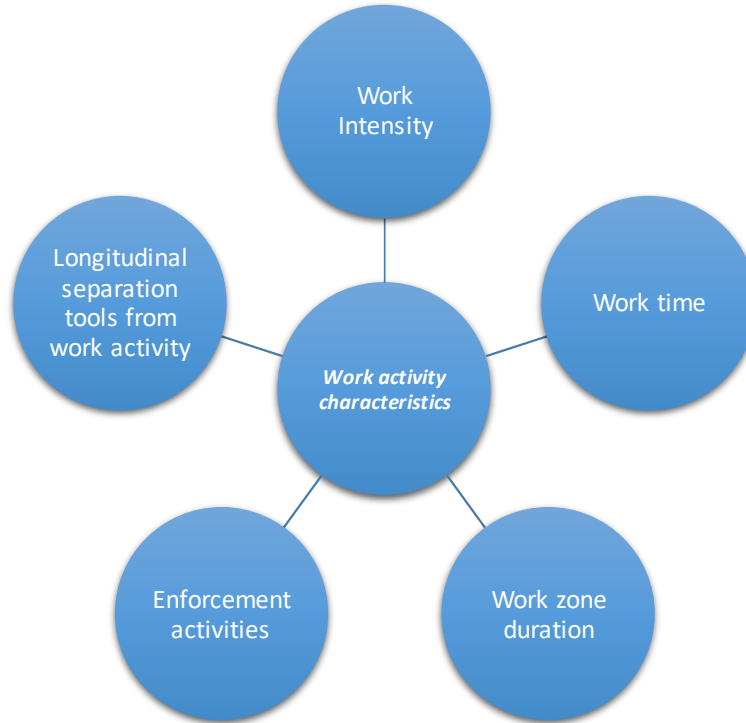 Work
Intensity
Longitudinal
separation
tools from
work activity
Work time
Work activity
characteristics
Enforcement
activities
Work zone
duration